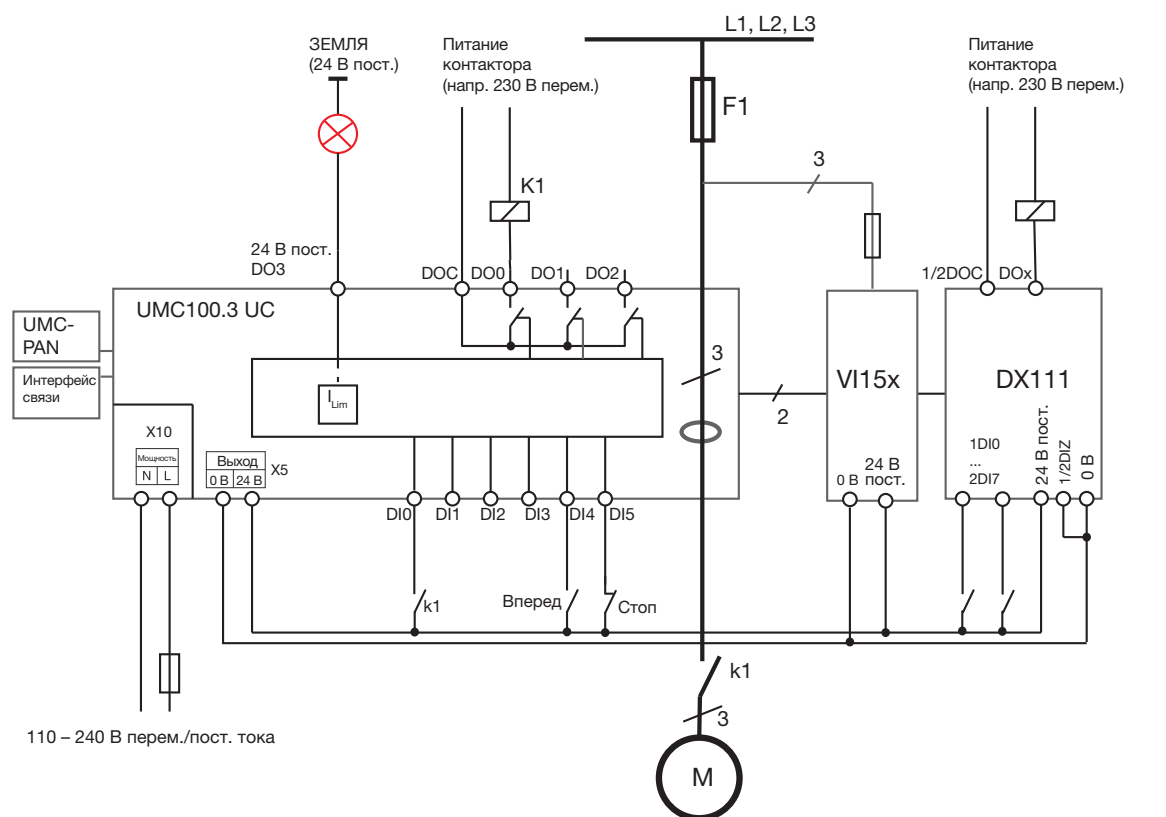 L1, L2, L3
ЗЕМЛЯ
(24 В пост.)
Питание
контактора
(напр. 230 В перем.)
Питание
контактора
(напр. 230 В перем.)
F1
3
K1
24 В пост.
DO3
DOC
DO0
DO1
DO2
1/2DOC
DOx
UMC100.3 UC
UMC-
PAN
Интерфейс
связи
3
VI15x
DX111
ILim
2
X10
Мощность
N L
Выход
0 В 24 В
X5
0 В
24 В
пост.
1DI0
...
2DI7
24 В пост.
1/2DIZ
0 В
DI0
DI1
DI2
DI3
DI4
DI5
k1
Вперед
Стоп
k1
3
110 – 240 В перем./пост. тока
M